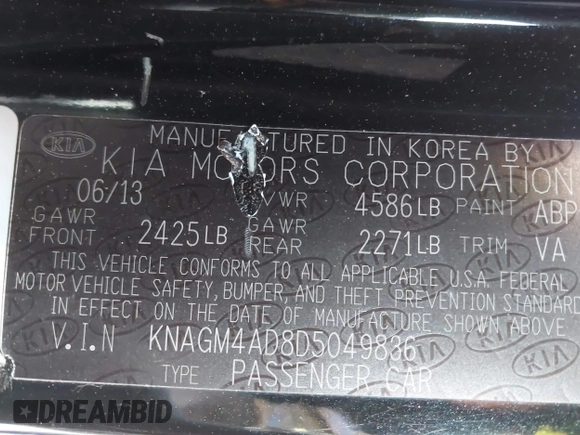 MANUFACTURED IN KOREA BY
KIA MOTORS CORPORATION
06/13 VWR 4586LB PAINT ABP
GAWR FRONT 2425LB GAWR REAR 2271LB TRIM VA
THIS VEHICLE CONFORMS TO ALL APPLICABLE U.S.A. FEDERAL
MOTOR VEHICLE SAFETY, BUMPER, AND THEFT PREVENTION STANDARD
IN EFFECT ON THE DATE OF MANUFACTURE SHOWN ABOVE
V.I.N KNAGM4AD8D5049836
TYPE PASSENGER CAR
KIA
DREAMBID